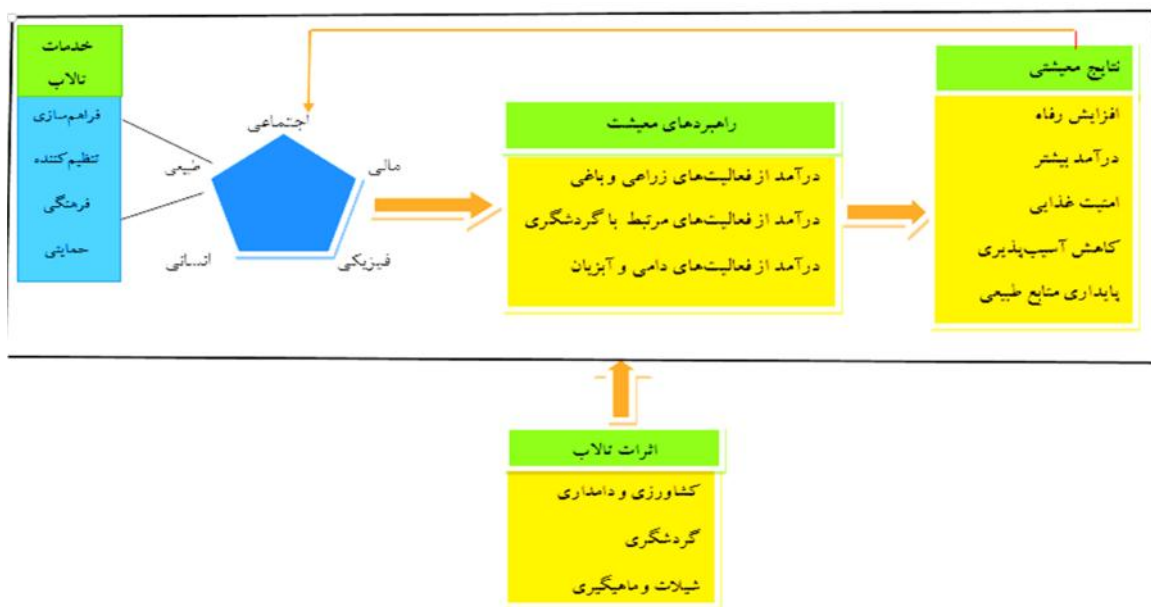 خدمات
تالاب
فراهم‌سازی
تنظیم‌کننده
فرهنگی
حمایتی
اجتماعی
طبیعی
مالی
انسانی
فیزیکی
راهبردهای معیشت
درآمد از فعالیت‌های زراعی و باغی
درآمد از فعالیت‌های مرتبط با گردشگری
درآمد از فعالیت‌های دامی و آبزیان
نتایج معیشتی
افزایش رفاه
درآمد بیشتر
امنیت غذایی
کاهش آسیب‌پذیری
پایداری منابع طبیعی
اثرات تالاب
کشاورزی و دامداری
گردشگری
شیلات و ماهیگیری